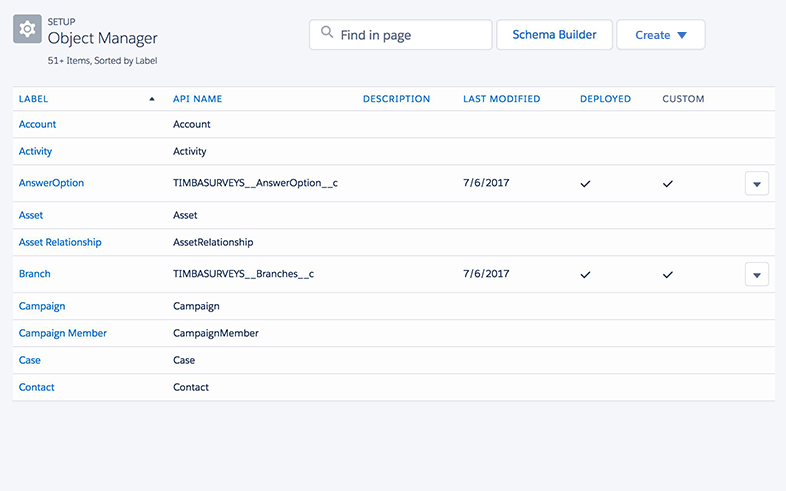 SETUP
Object Manager
51+ Items, Sorted by Label
Find in page
Schema Builder
Create
LABEL API NAME DESCRIPTION LAST MODIFIED DEPLOYED CUSTOM
Account Account
Activity Activity
AnswerOption TIMBASURVEYS__AnswerOption__c 7/6/2017
Asset Asset
Asset Relationship AssetRelationship
Branch TIMBASURVEYS__Branches__c 7/6/2017
Campaign Campaign
Campaign Member CampaignMember
Case Case
Contact Contact